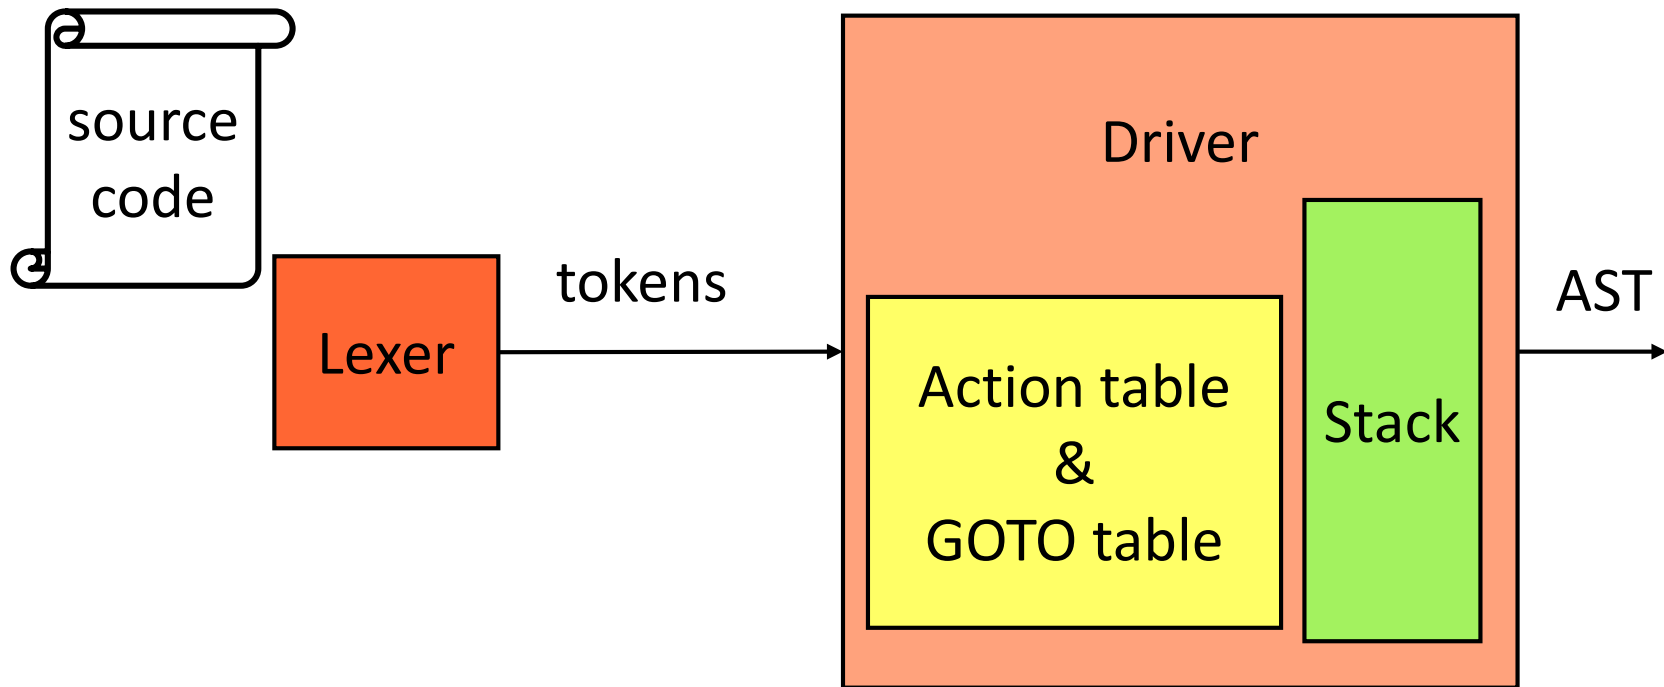 source
code
Lexer
tokens
Driver
Action table
&
GOTO table
Stack
AST